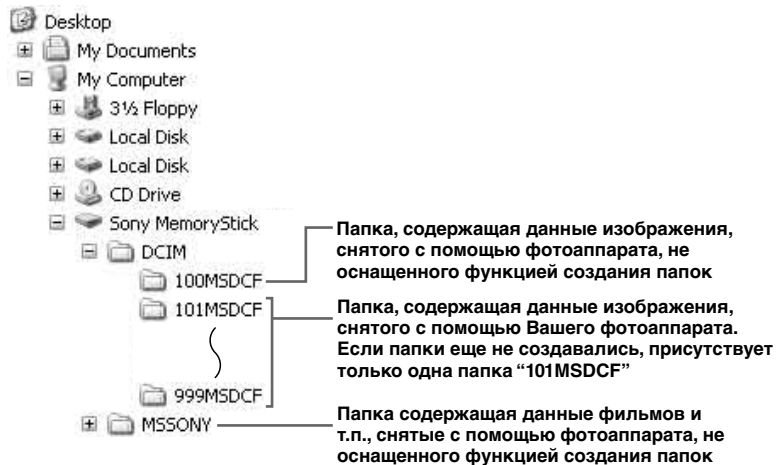 Desktop
My Documents
My Computer
3½ Floppy
Local Disk
Local Disk
CD Drive
Sony MemoryStick
DCIM
100MSDCF
101MSDCF
999MSDCF
MSSONY
Папка, содержащая данные изображения,
снятого с помощью фотоаппарата, не
оснащенного функцией создания папок
Папка, содержащая данные изображения,
снятого с помощью Вашего фотоаппарата.
Если папки еще не создавались, присутствует
только одна папка “101MSDCF”
Папка содержащая данные фильмов и
т.п., снятые с помощью фотоаппарата, не
оснащенного функцией создания папок